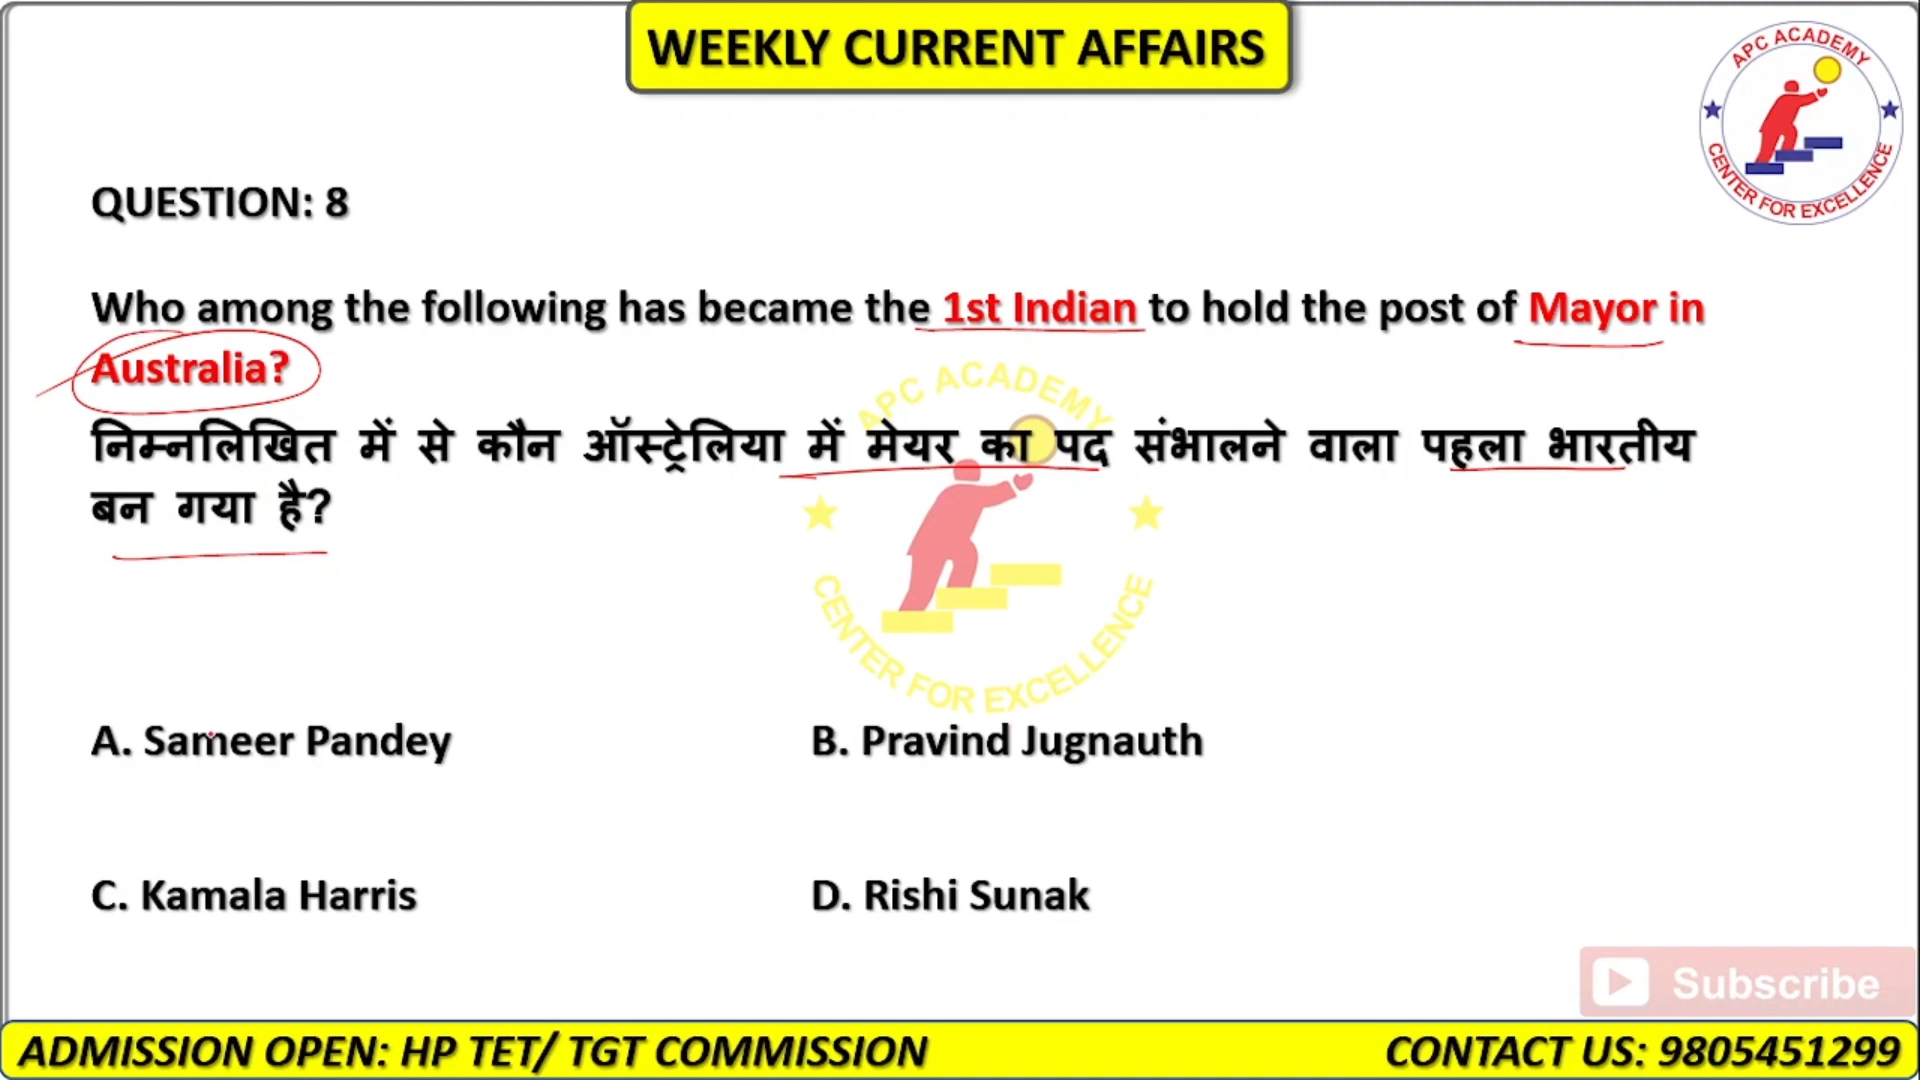 WEEKLY CURRENT AFFAIRS
APC ACADEMY
CENTER FOR EXCELLENCE
QUESTION: 8
Who among the following has became the 1st Indian to hold the post of Mayor in
Australia?
निम्नलिखित में से कौन ऑस्ट्रेलिया में मेयर का पद संभालने वाला पहला भारतीय
बन गया है?
APC ACADEMY
CENTER FOR EXCELLENCE
A. Sameer Pandey
B. Pravind Jugnauth
C. Kamala Harris
D. Rishi Sunak
Subscribe
ADMISSION OPEN: HP TET/ TGT COMMISSION
CONTACT US: 9805451299